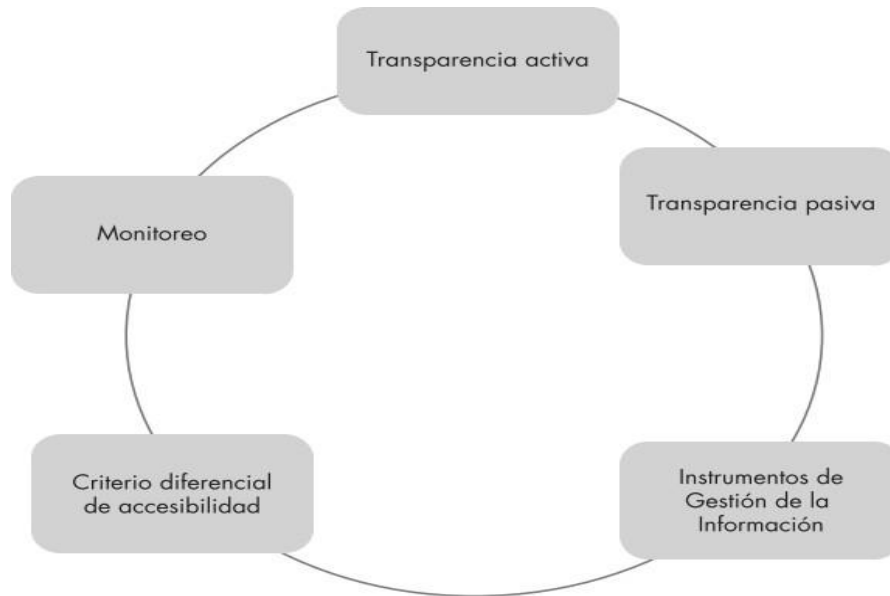 Transparencia activa
Transparencia pasiva
Monitoreo
Criterio diferencial
de accesibilidad
Instrumentos de
Gestión de la
Información